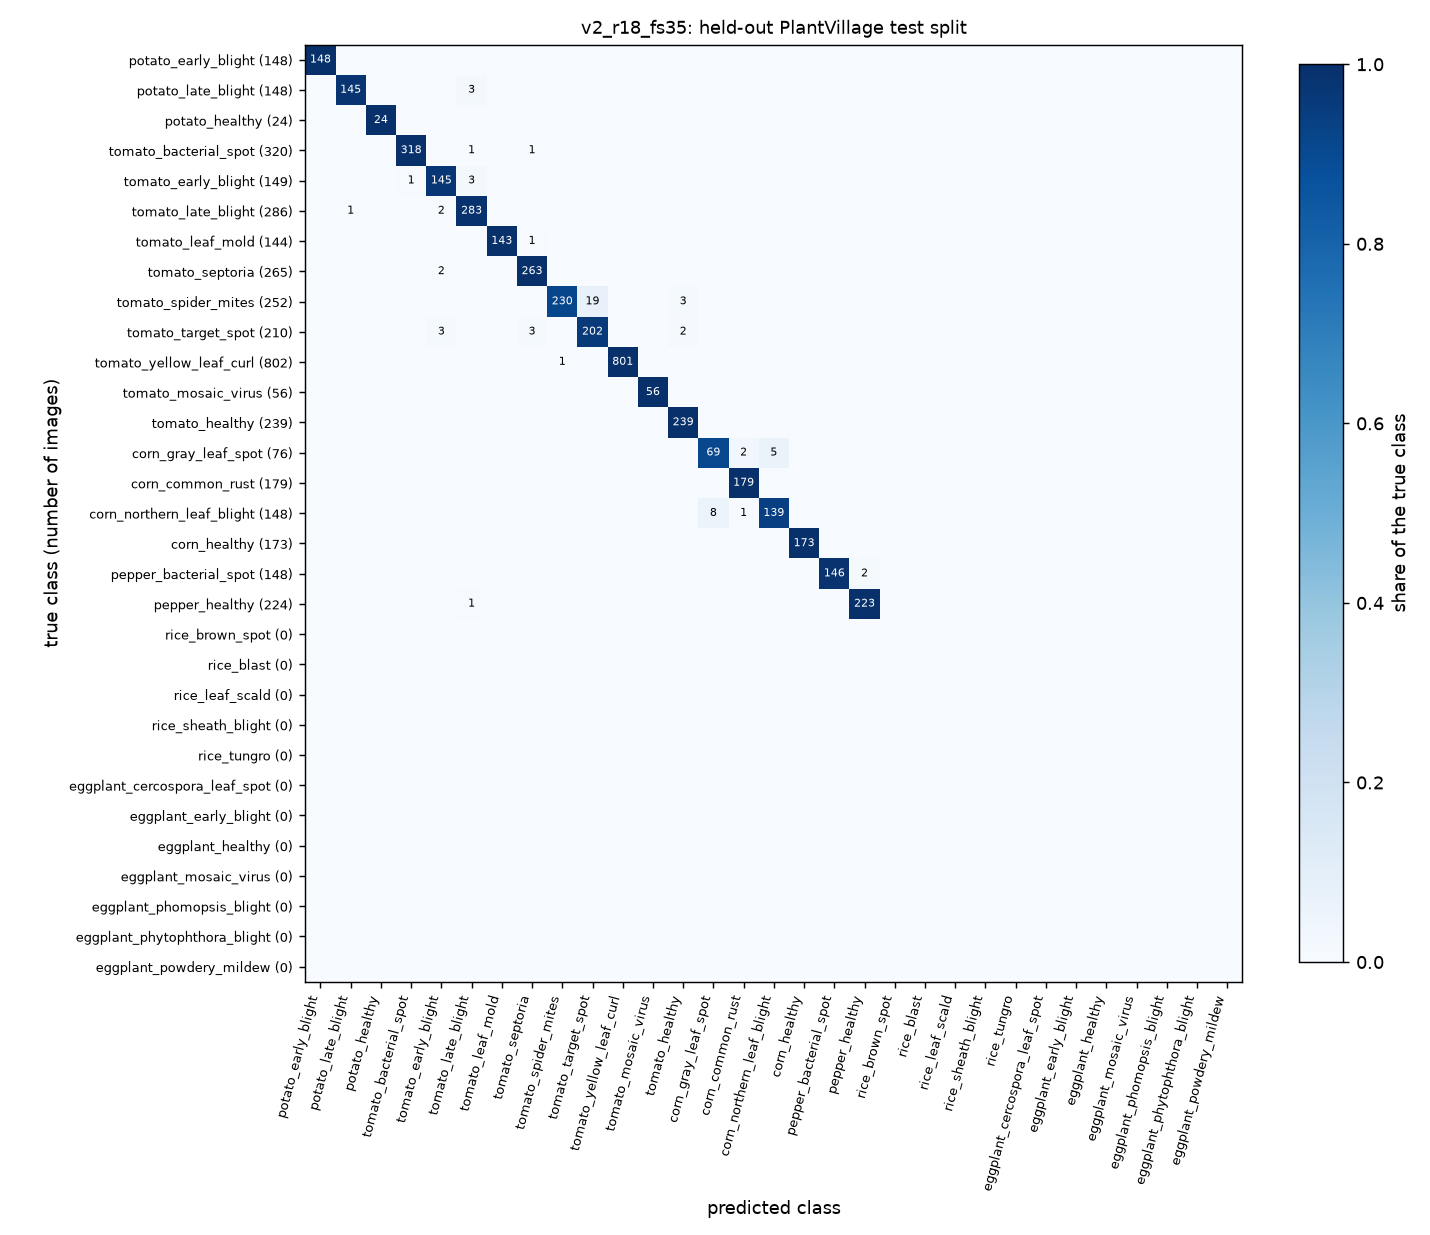 v2_r18_fs35: held-out PlantVillage test split
true class (number of images)
potato_early_blight (148) 148
potato_late_blight (148) 145 3
potato_healthy (24) 24
tomato_bacterial_spot (320) 318 1 1
tomato_early_blight (149) 1 145 3
tomato_late_blight (286) 1 2 283
tomato_leaf_mold (144) 143 1
tomato_septoria (265) 2 263
tomato_spider_mites (252) 230 19 3
tomato_target_spot (210) 3 3 202 2
tomato_yellow_leaf_curl (802) 1 801
tomato_mosaic_virus (56) 56
tomato_healthy (239) 239
corn_gray_leaf_spot (76) 69 2 5
corn_common_rust (179) 179
corn_northern_leaf_blight (148) 8 1 139
corn_healthy (173) 173
pepper_bacterial_spot (148) 146 2
pepper_healthy (224) 1 223
rice_brown_spot (0)
rice_blast (0)
rice_leaf_scald (0)
rice_sheath_blight (0)
rice_tungro (0)
eggplant_cercospora_leaf_spot (0)
eggplant_early_blight (0)
eggplant_healthy (0)
eggplant_mosaic_virus (0)
eggplant_phomopsis_blight (0)
eggplant_phytophthora_blight (0)
eggplant_powdery_mildew (0)
potato_early_blight
potato_late_blight
potato_healthy
tomato_bacterial_spot
tomato_early_blight
tomato_late_blight
tomato_leaf_mold
tomato_septoria
tomato_spider_mites
tomato_target_spot
tomato_yellow_leaf_curl
tomato_mosaic_virus
tomato_healthy
corn_gray_leaf_spot
corn_common_rust
corn_northern_leaf_blight
corn_healthy
pepper_bacterial_spot
pepper_healthy
rice_brown_spot
rice_blast
rice_leaf_scald
rice_sheath_blight
rice_tungro
eggplant_cercospora_leaf_spot
eggplant_early_blight
eggplant_healthy
eggplant_mosaic_virus
eggplant_phomopsis_blight
eggplant_phytophthora_blight
eggplant_powdery_mildew
predicted class
1.0
0.8
0.6
0.4
0.2
0.0
share of the true class